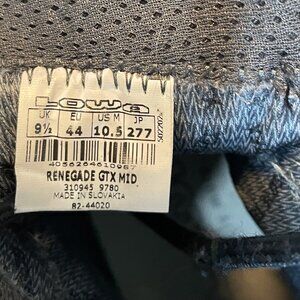 LOWA
UK EU US M JP
9½ 44 10.5 277
4056264610967
RENEGADE GTX MID
310945 9780
MADE IN SLOVAKIA
82-44020